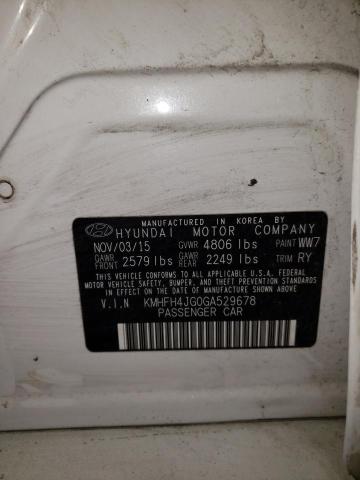 MANUFACTURED IN KOREA BY
HYUNDAI MOTOR COMPANY
NOV/03/15 GVWR 4806 lbs PAINT WW7
GAWR FRONT 2579 lbs GAWR REAR 2249 lbs TRIM RY
THIS VEHICLE CONFORMS TO ALL APPLICABLE U.S.A. FEDERAL
MOTOR VEHICLE SAFETY, BUMPER, AND THEFT PREVENTION
STANDARDS IN EFFECT ON THE DATE OF MANUFACTURE SHOWN ABOVE.
V.I.N KMHFH4JG0GA529678
PASSENGER CAR